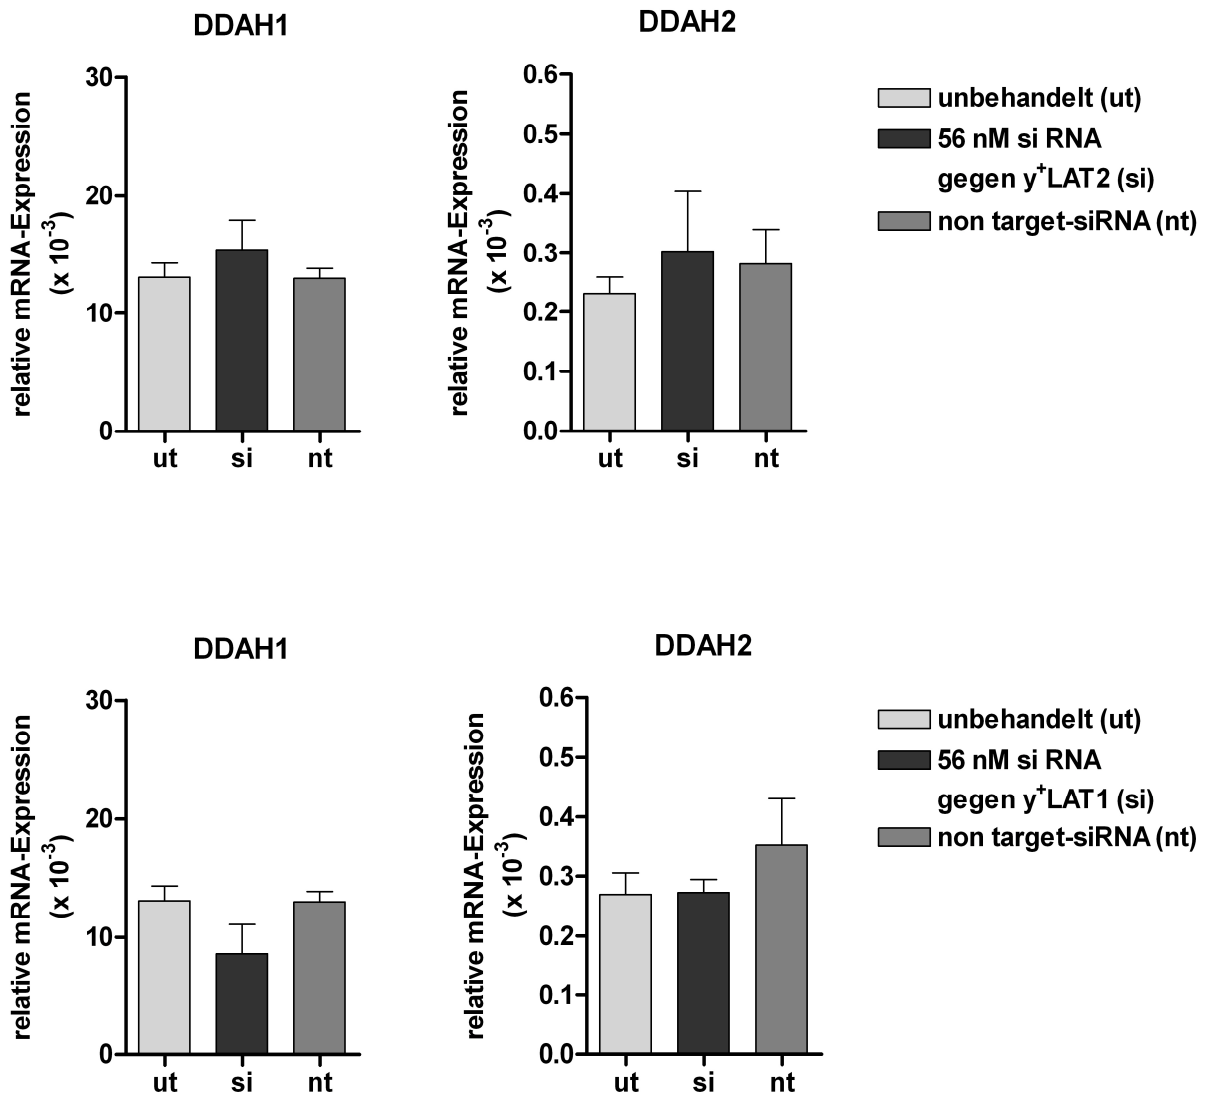 DDAH1
DDAH2
relative mRNA-Expression
(x 10-3)
30
20
10
0
ut si nt
relative mRNA-Expression
(x 10-3)
0.6
0.5
0.4
0.3
0.2
0.1
0.0
ut si nt
unbehandelt (ut)
56 nM si RNA
gegen y+LAT2 (si)
non target-siRNA (nt)
DDAH1
DDAH2
relative mRNA-Expression
(x 10-3)
30
20
10
0
ut si nt
relative mRNA-Expression
(x 10-3)
0.6
0.5
0.4
0.3
0.2
0.1
0.0
ut si nt
unbehandelt (ut)
56 nM si RNA
gegen y+LAT1 (si)
non target-siRNA (nt)